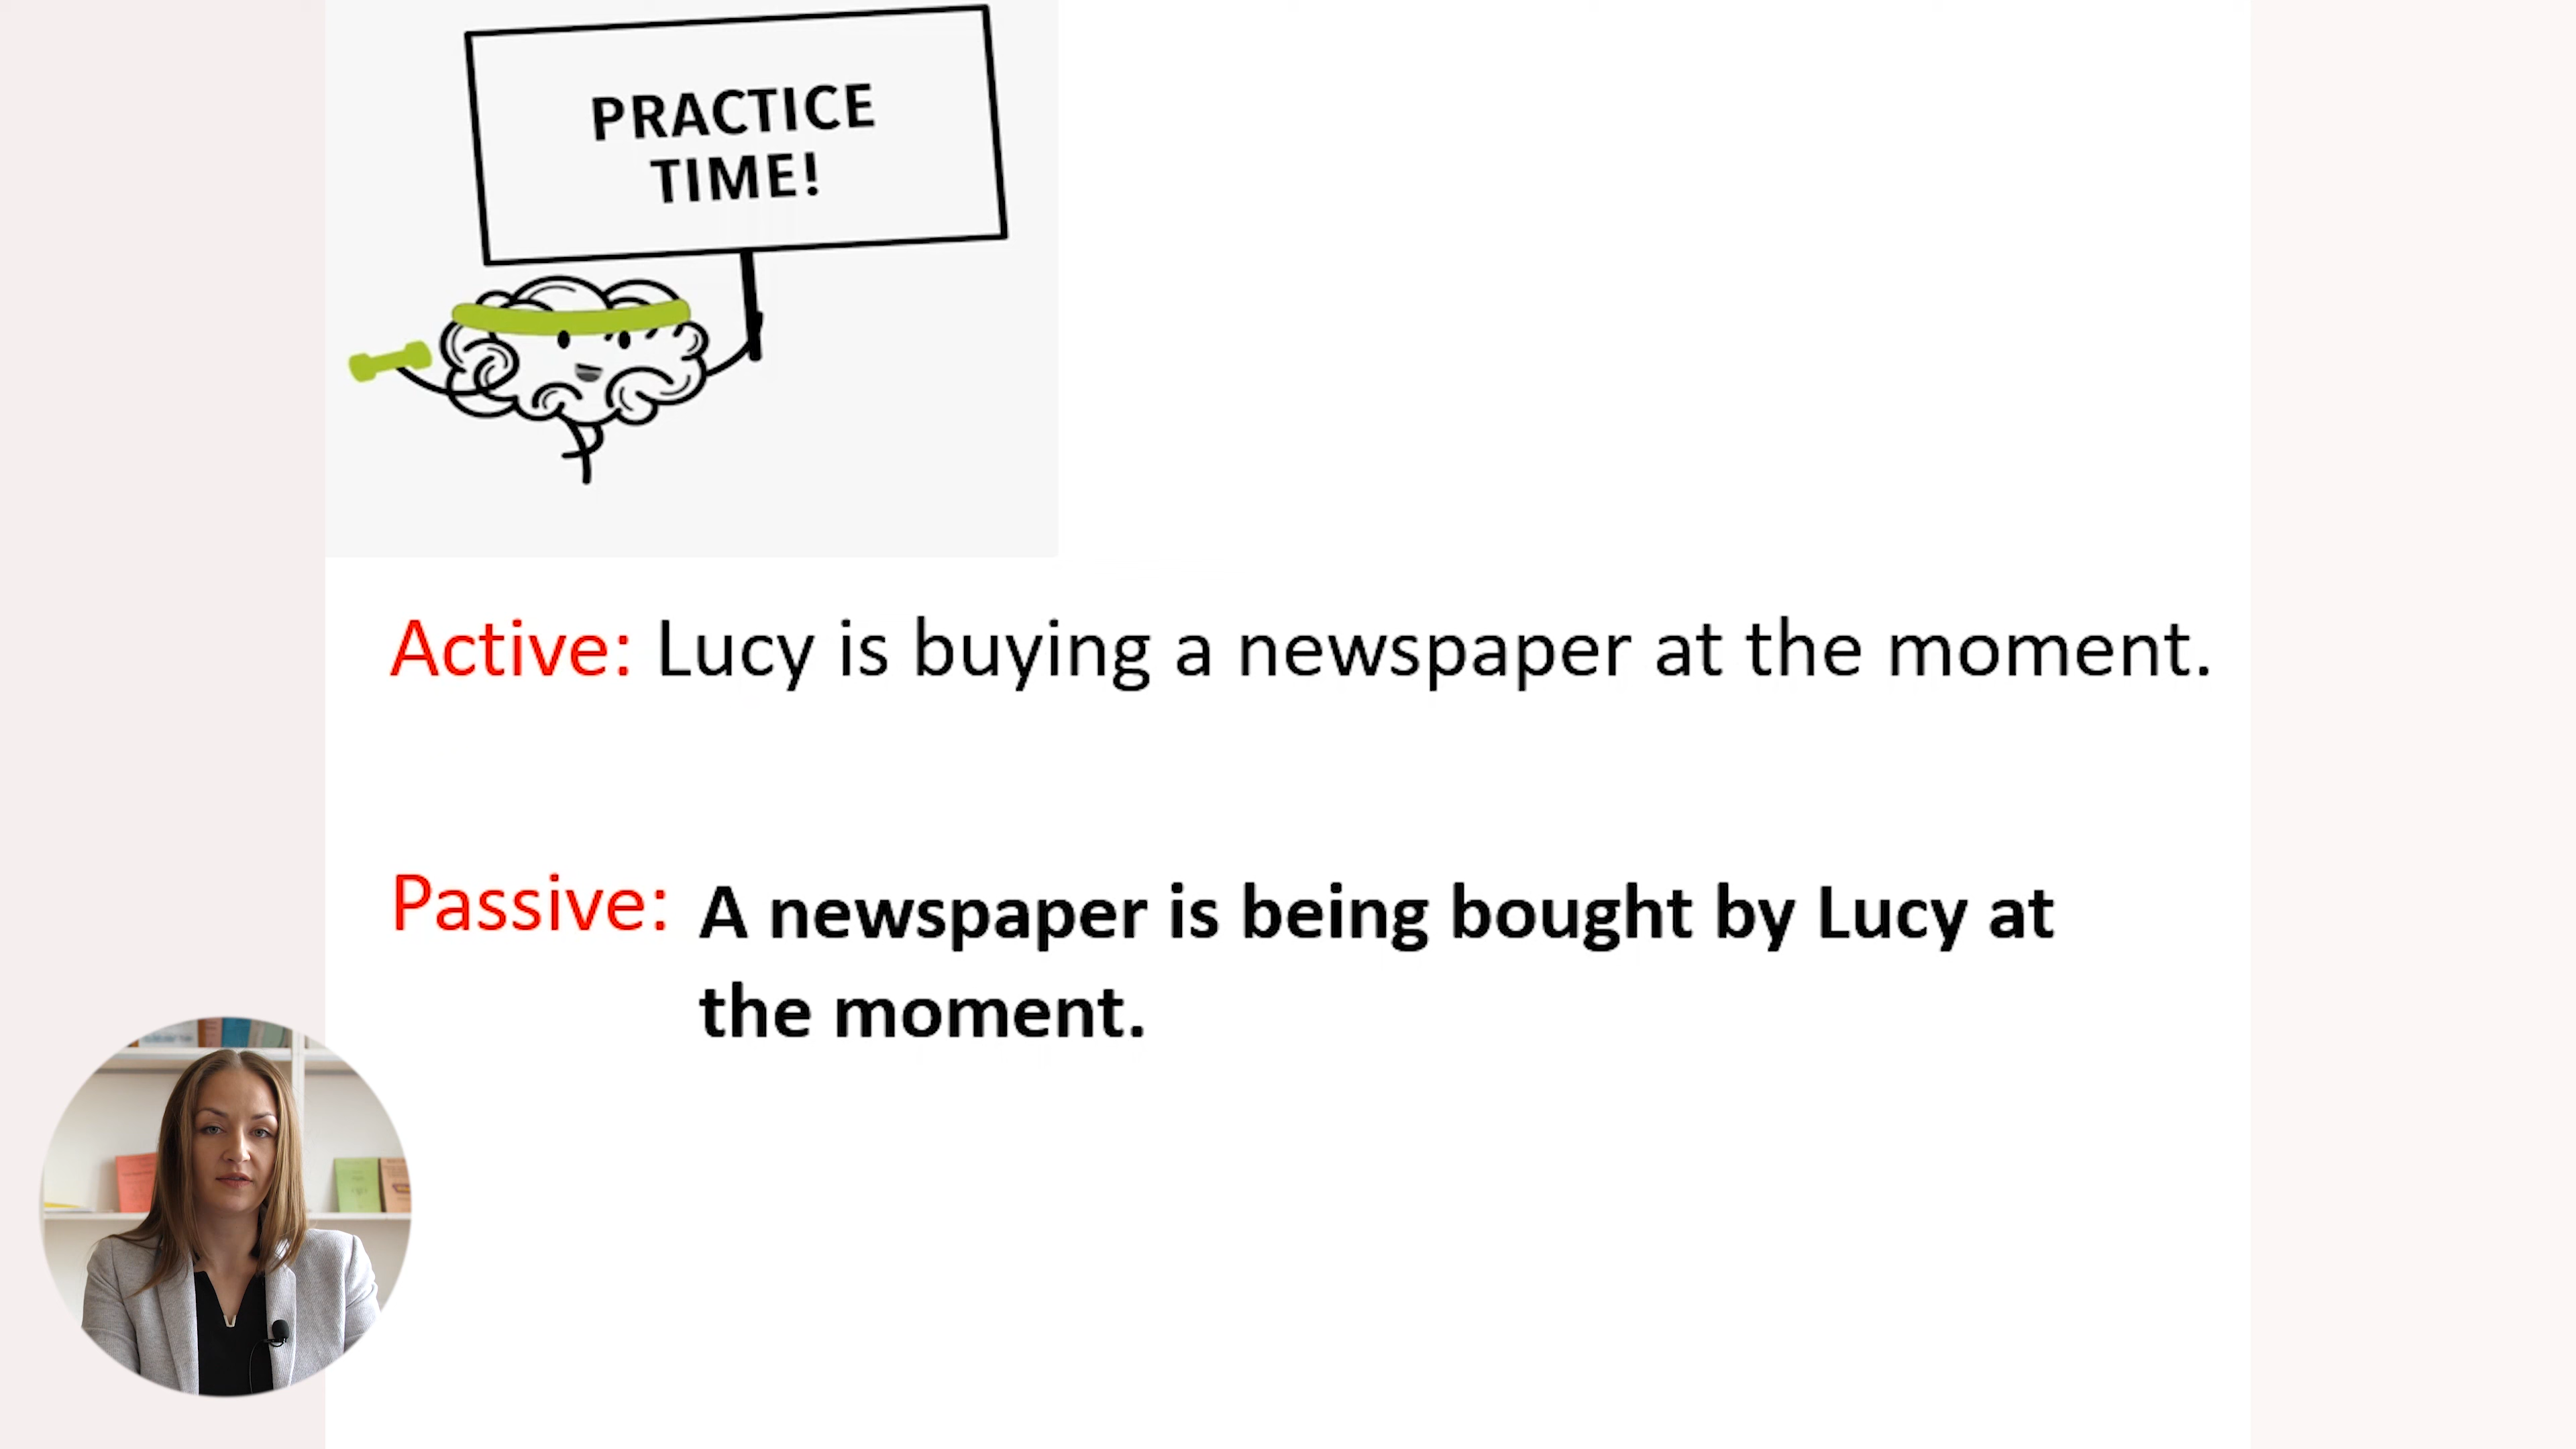 PRACTICE
TIME!
Active: Lucy is buying a newspaper at the moment.
Passive: A newspaper is being bought by Lucy at
the moment.